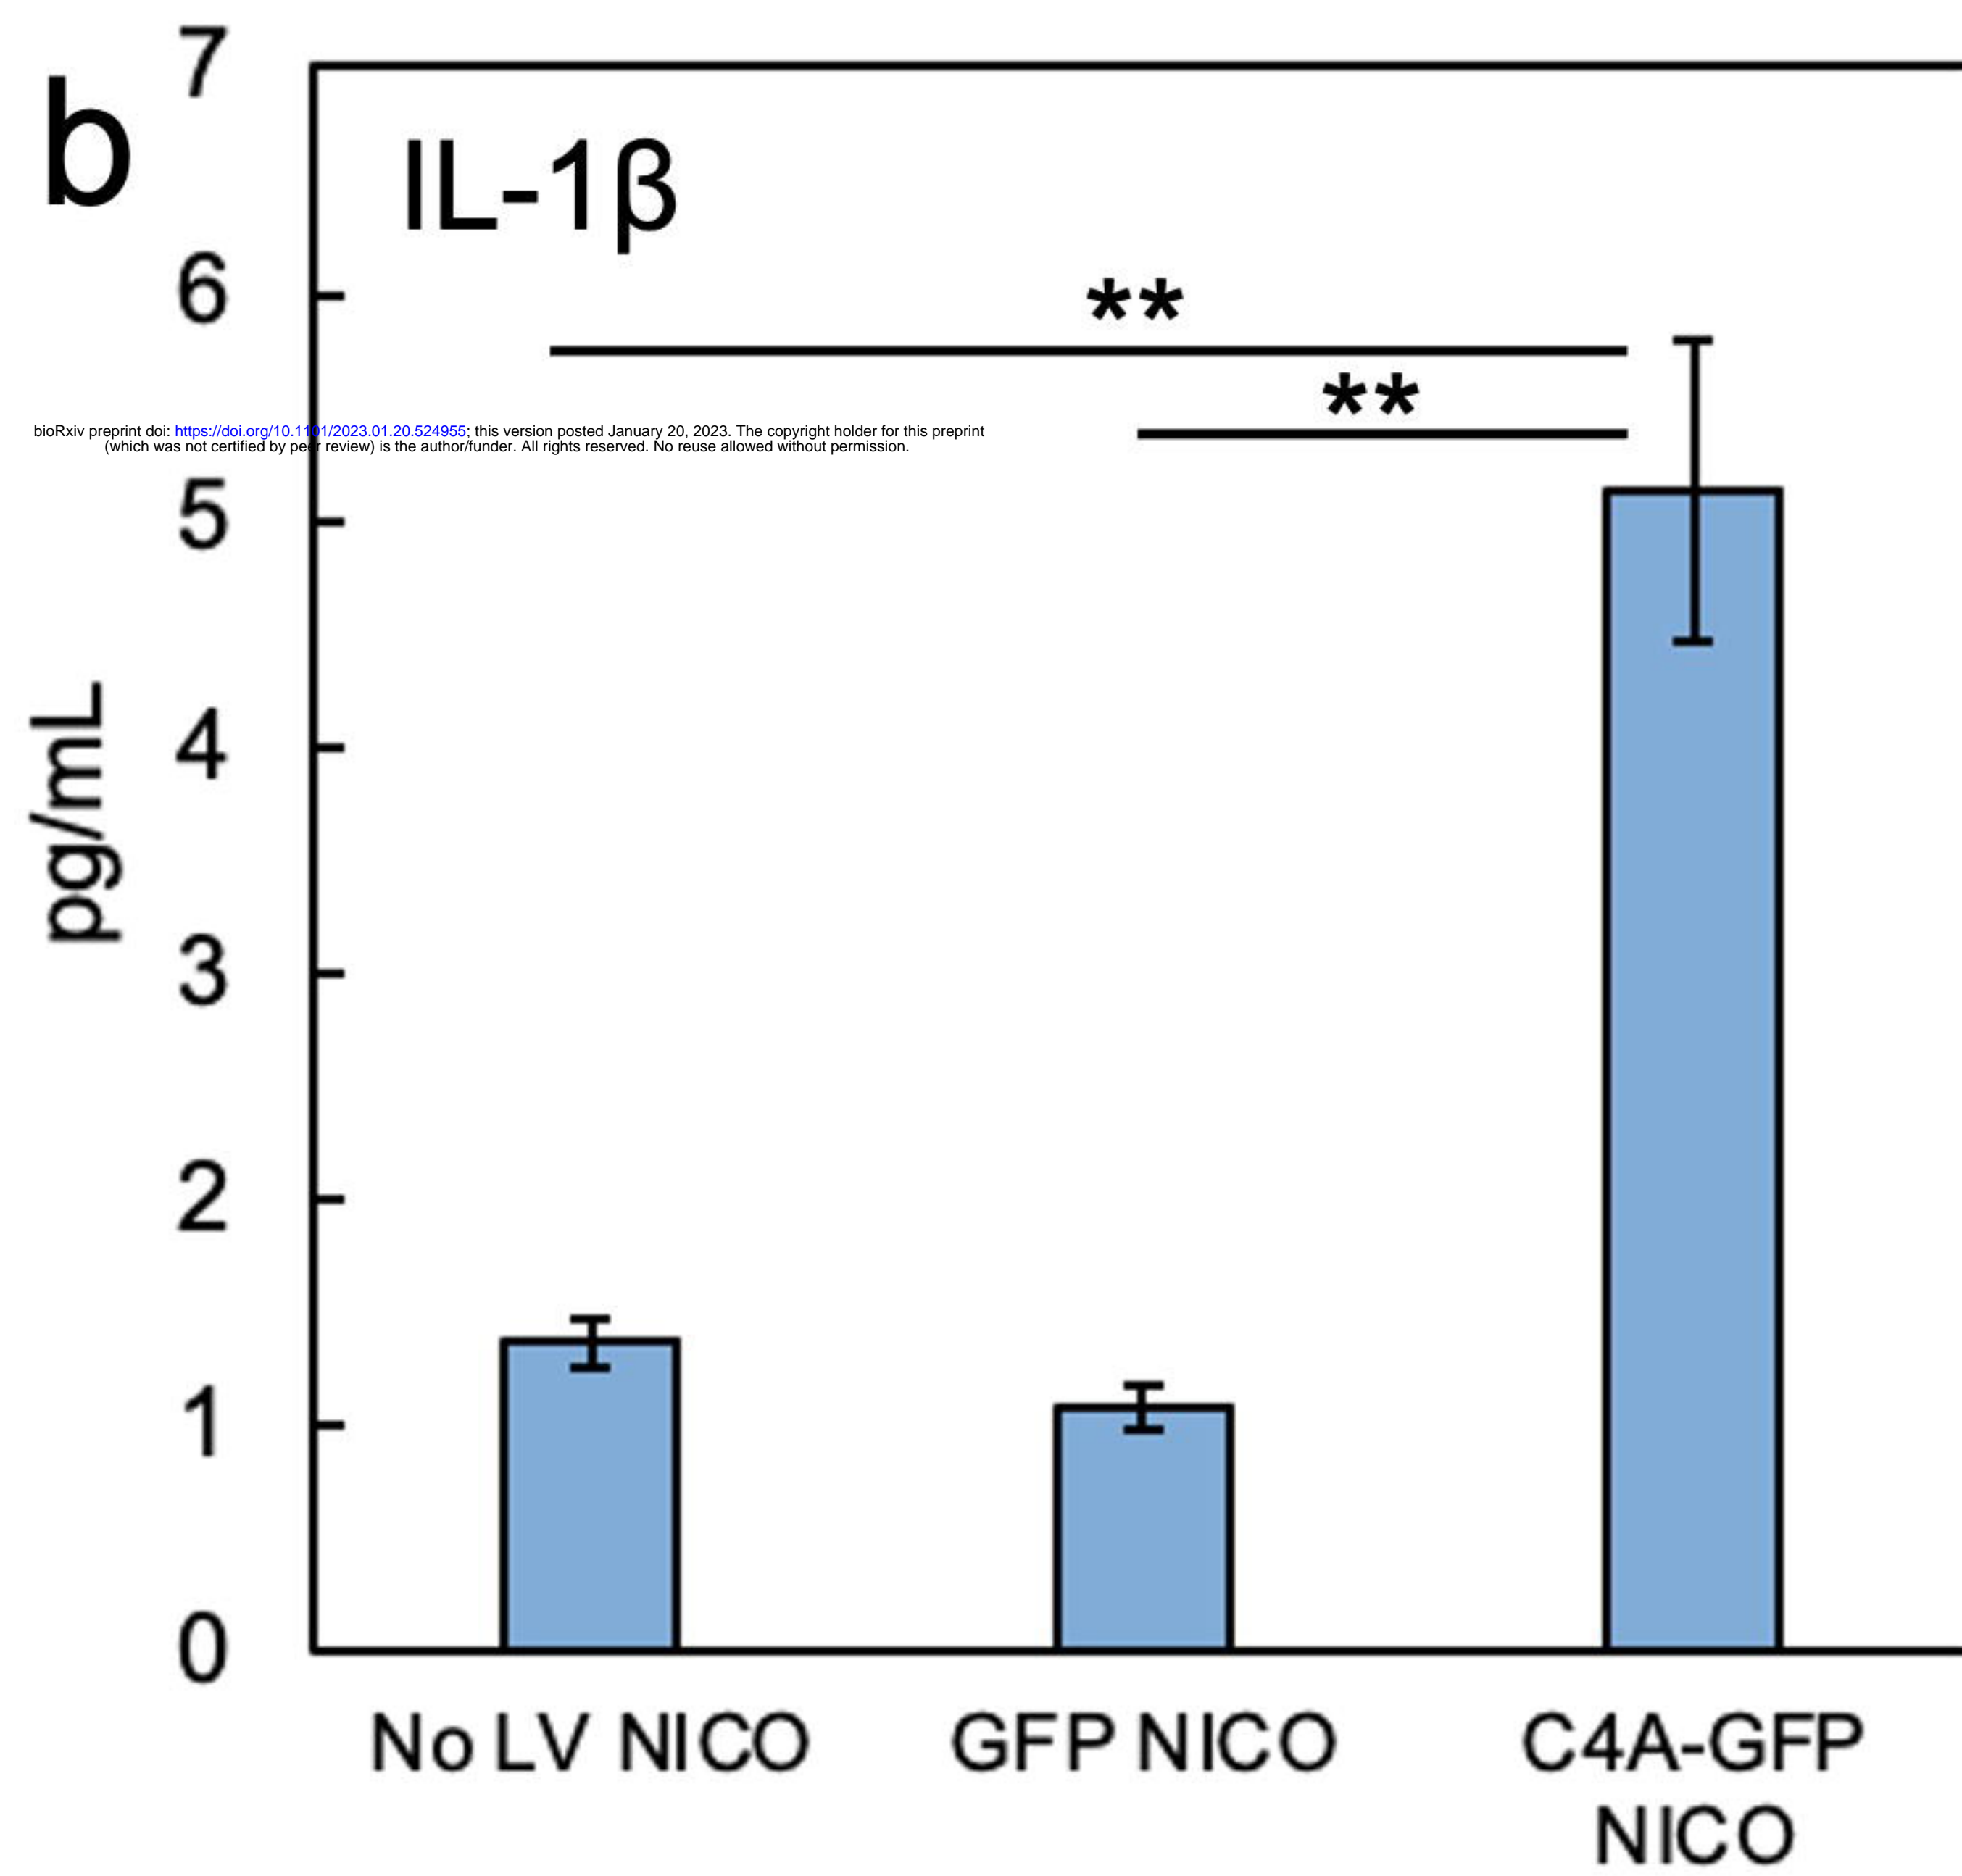 b
7
IL-1β
6
**
**
bioRxiv preprint doi: https://doi.org/10.1101/2023.01.20.524955; this version posted January 20, 2023. The copyright holder for this preprint
(which was not certified by peer review) is the author/funder. All rights reserved. No reuse allowed without permission.
5
pg/mL
4
3
2
1
0
No LV NICO
GFP NICO
C4A-GFP
NICO